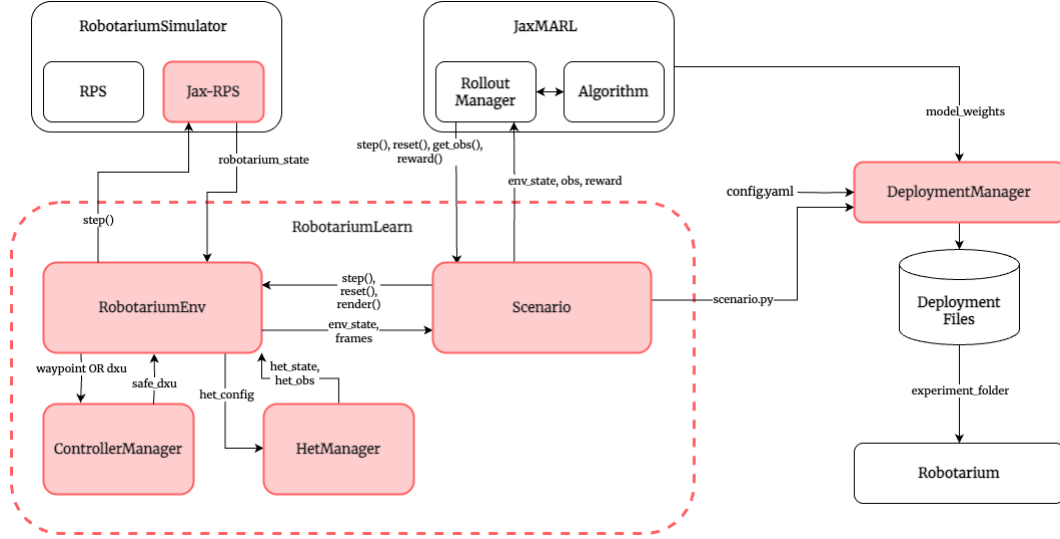 RobotariumSimulator
RPS
Jax-RPS
JaxMARL
Rollout
Manager
Algorithm
step(), reset(), get_obs(),
reward()
env_state, obs, reward
model_weights
robotarium_state
step()
config.yaml
DeploymentManager
RobotariumLearn
RobotariumEnv
step(),
reset(),
render()
env_state,
frames
Scenario
scenario.py
Deployment
Files
waypoint OR dxu
safe_dxu
het_config
het_state,
het_obs
ControllerManager
HetManager
experiment_folder
Robotarium